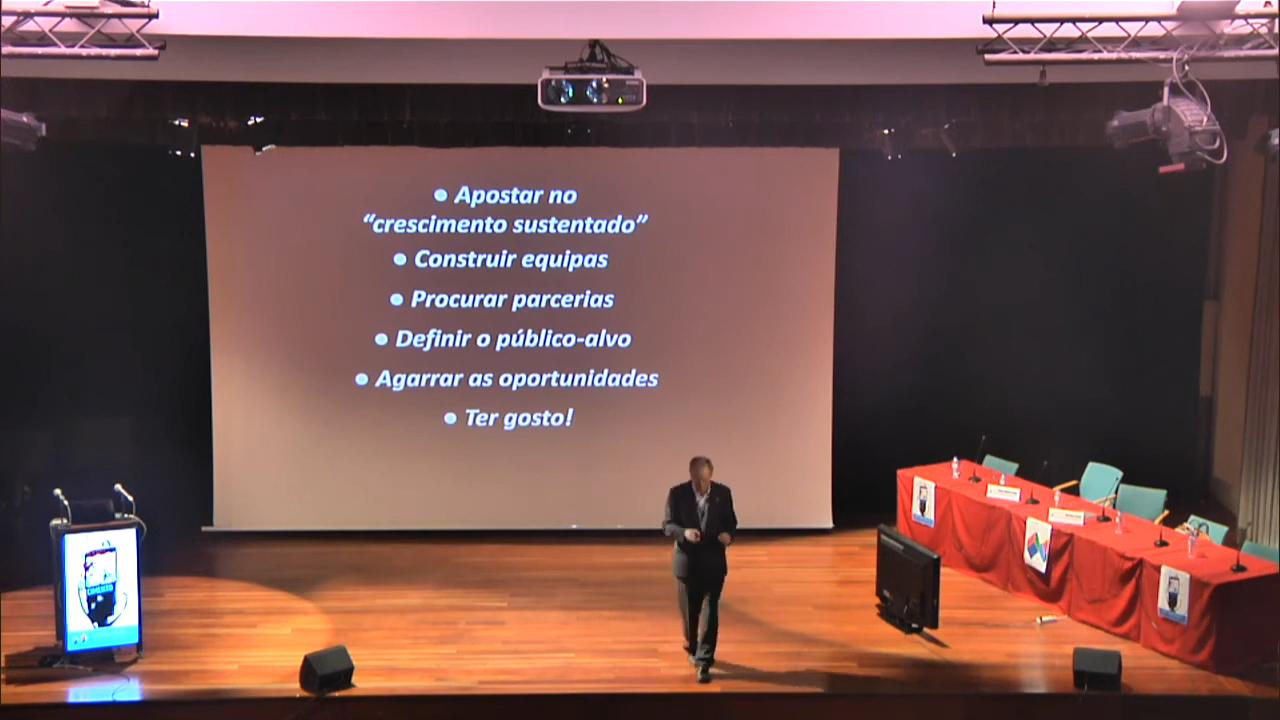 ● Apostar no
“crescimento sustentado”
● Construir equipas
● Procurar parcerias
● Definir o público-alvo
● Agarrar as oportunidades
● Ter gosto!